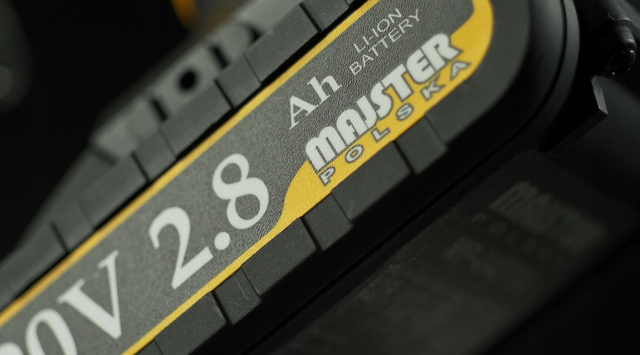 0V 2.8 Ah
LI-ION
BATTERY
MAJSTER
POLSKA